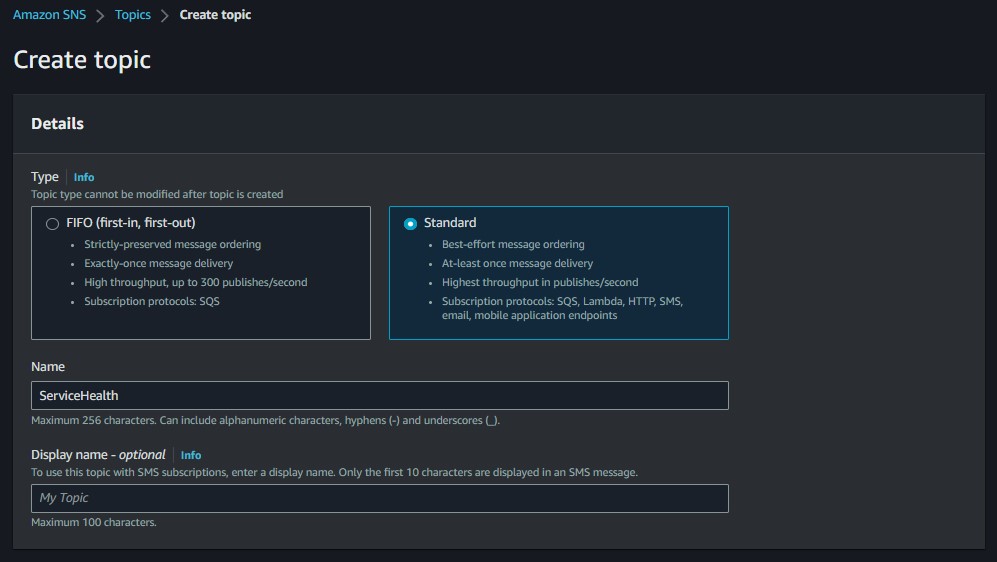 Amazon SNS > Topics > Create topic
Create topic
Details
Type Info
Topic type cannot be modified after topic is created
FIFO (first-in, first-out)
• Strictly-preserved message ordering
• Exactly-once message delivery
• High throughput, up to 300 publishes/second
• Subscription protocols: SQS
Standard
• Best-effort message ordering
• At-least once message delivery
• Highest throughput in publishes/second
• Subscription protocols: SQS, Lambda, HTTP, SMS,
email, mobile application endpoints
Name
ServiceHealth
Maximum 256 characters. Can include alphanumeric characters, hyphens (-) and underscores (_).
Display name - optional Info
To use this topic with SMS subscriptions, enter a display name. Only the first 10 characters are displayed in an SMS message.
My Topic
Maximum 100 characters.